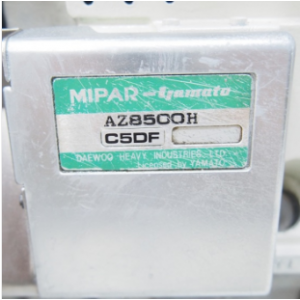 MIPAR-Yamato
AZ8500H
C5DF
DAEWOO HEAVY INDUSTRIES LTD
Licensed by YAMATO